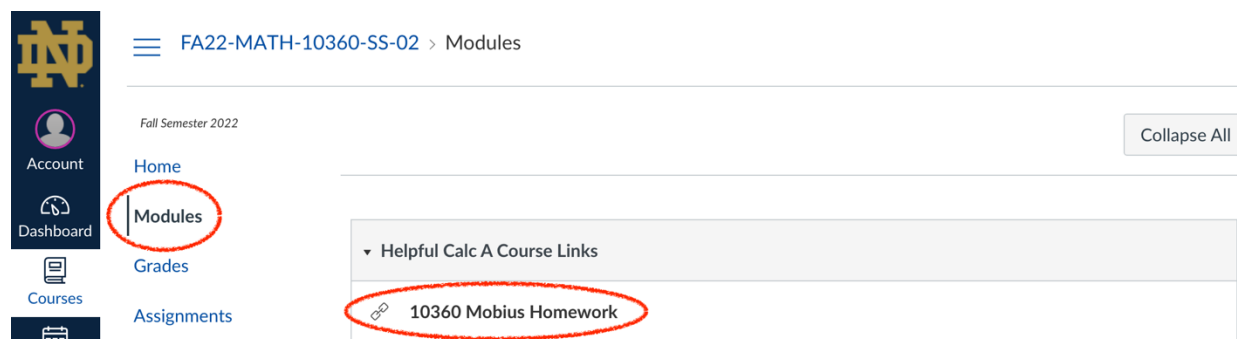 ND
FA22-MATH-10360-SS-02 > Modules
Fall Semester 2022
Collapse All
Account
Home
Dashboard
Modules
Helpful Calc A Course Links
Grades
Courses
10360 Mobius Homework
Assignments